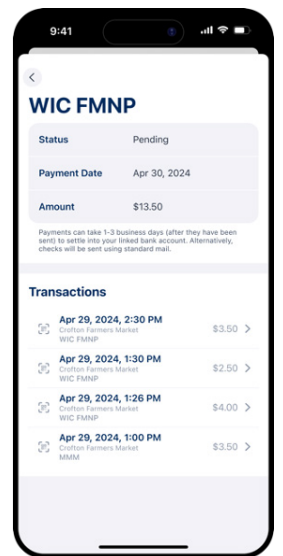 9:41
WIC FMNP
Status Pending
Payment Date Apr 30, 2024
Amount $13.50
Payments can take 1-3 business days (after they have been
sent) to settle into your linked bank account. Alternatively,
checks will be sent using standard mail.
Transactions
Apr 29, 2024, 2:30 PM
Crofton Farmers Market $3.50
WIC FMNP
Apr 29, 2024, 1:30 PM
Crofton Farmers Market $2.50
WIC FMNP
Apr 29, 2024, 1:26 PM
Crofton Farmers Market $4.00
WIC FMNP
Apr 29, 2024, 1:00 PM
Crofton Farmers Market $3.50
MMM